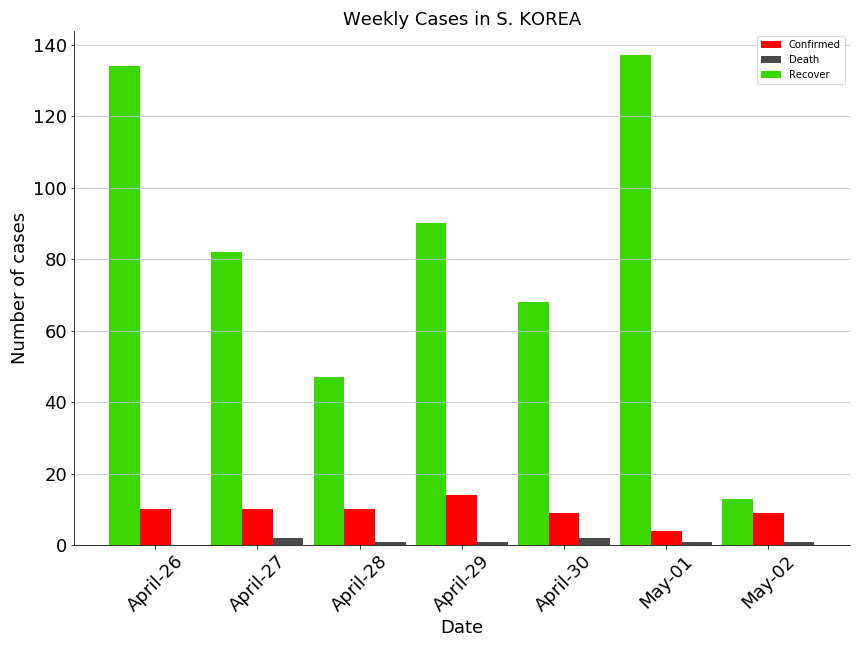 Weekly Cases in S. KOREA
Confirmed
Death
Recover
140
120
100
80
60
40
20
0
Number of cases
April-26
April-27
April-28
April-29
April-30
May-01
May-02
Date